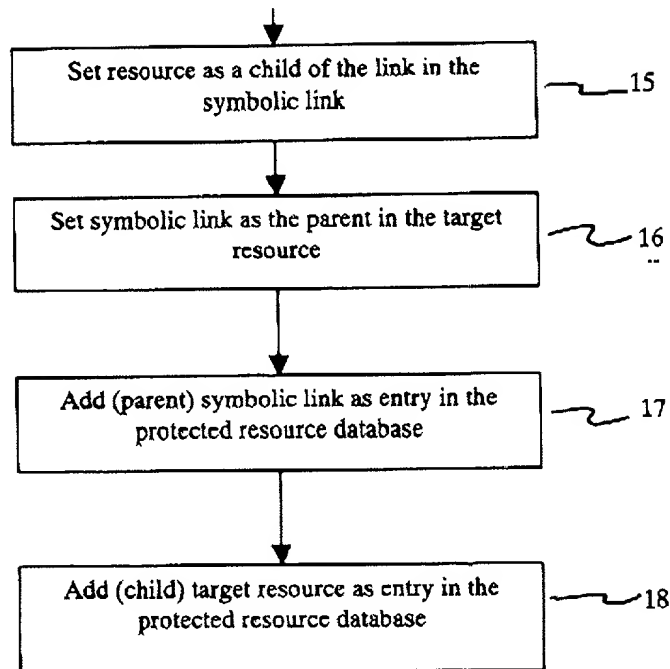 Set resource as a child of the link in the
symbolic link
15
Set symbolic link as the parent in the target
resource
16
Add (parent) symbolic link as entry in the
protected resource database
17
Add (child) target resource as entry in the
protected resource database
18